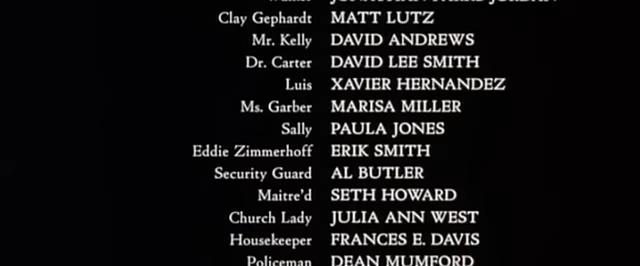 Clay Gephardt MATT LUTZ
Mr. Kelly DAVID ANDREWS
Dr. Carter DAVID LEE SMITH
Luis XAVIER HERNANDEZ
Ms. Garber MARISA MILLER
Sally PAULA JONES
Eddie Zimmerhoff ERIK SMITH
Security Guard AL BUTLER
Maitre'd SETH HOWARD
Church Lady JULIA ANN WEST
Housekeeper FRANCES E. DAVIS
Policeman DEAN MUMFORD